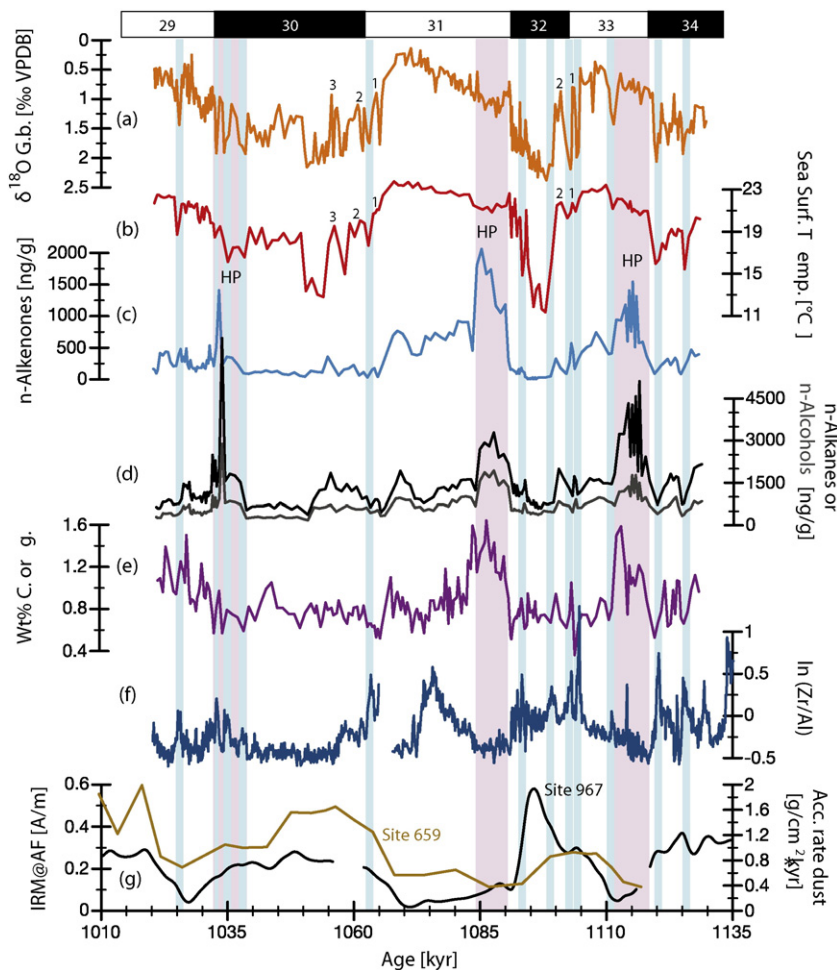 29 30 31 32 33 34
0
0.5
1
1.5
2
2.5
δ¹⁸O G.b. [‰ VPDB]
(a)
3
2
1
2
1
23
19
15
11
Sea Surf.T emp. [°C]
(b)
3
2
1
2
1
HP
HP
HP
2000
1500
1000
500
0
n-Alkenones [ng/g]
(c)
4500
3000
1500
0
n-Alkanes or
n-Alcohols [ng/g]
(d)
1.6
1.2
0.8
0.4
Wt% C. or g.
(e)
1
0.5
0
-0.5
ln (Zr/Al)
(f)
0.6
0.4
0.2
0
IRM@AF [A/m]
(g)
Site 659
Site 967
2
1.6
1.2
0.8
0.4
0
Acc. rate dust
[g/cm²*kyr]
1010 1035 1060 1085 1110 1135
Age [kyr]